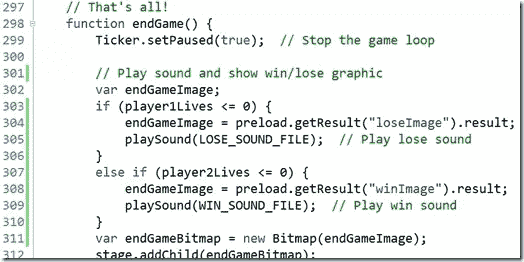 297 // That's all!
298 function endGame() {
299 Ticker.setPaused(true); // Stop the game loop
300
301 // Play sound and show win/lose graphic
302 var endGameImage;
303 if (player1Lives <= 0) {
304 endGameImage = preload.getResult("loseImage").result;
305 playSound(LOSE_SOUND_FILE); // Play lose sound
306 }
307 else if (player2Lives <= 0) {
308 endGameImage = preload.getResult("winImage").result;
309 playSound(WIN_SOUND_FILE); // Play win sound
310 }
311 var endGameBitmap = new Bitmap(endGameImage);
312 stage.addChild(endGameBitmap);